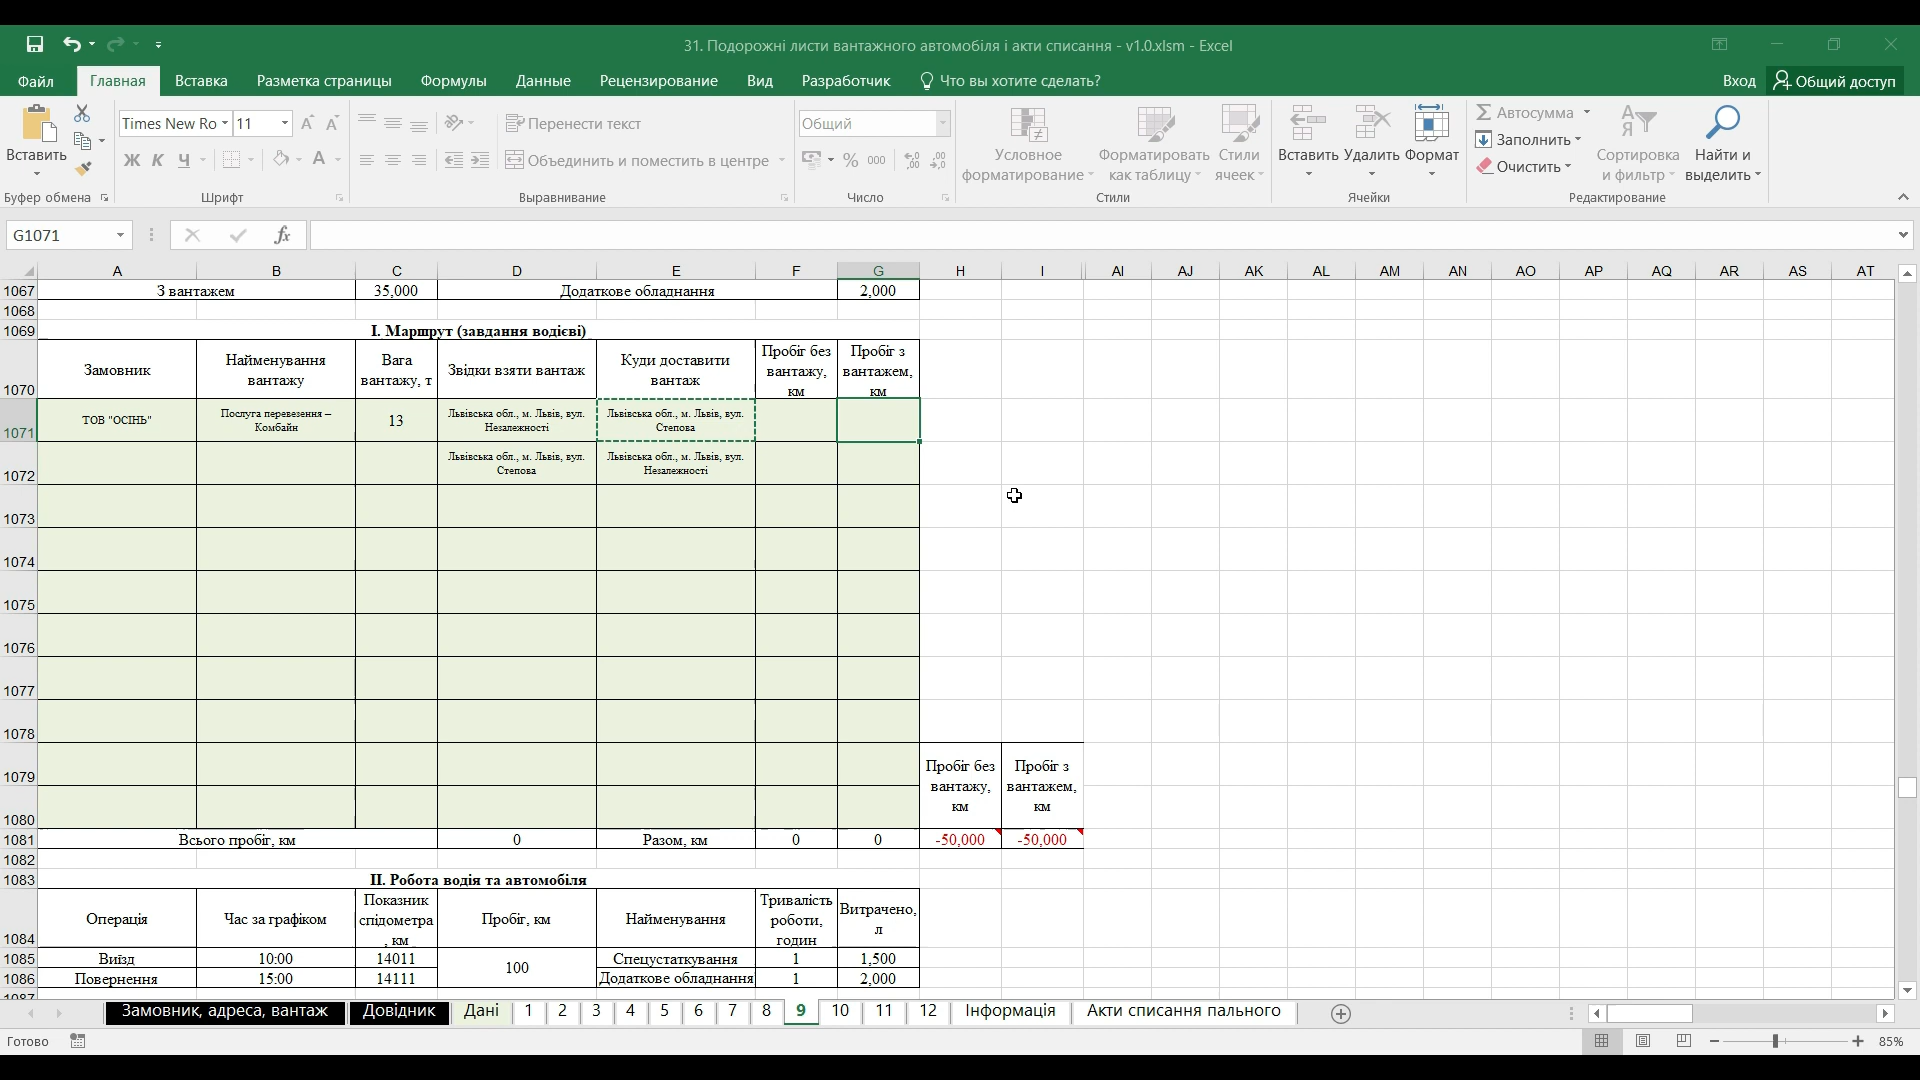 31. Подорожні листи вантажного автомобіля і акти списання - v1.0.xlsm - Excel
Файл Главная Вставка Разметка страницы Формулы Данные Рецензирование Вид Разработчик Что вы хотите сделать? Вход Общий доступ
Times New Ro 11 Перенести текст Общий Автосумма
Вставить Ж К Ч Объединить и поместить в центре % 000 Условное форматирование Форматировать как таблицу Стили ячеек Вставить Удалить Формат Заполнить Очистить Сортировка и фильтр Найти и выделить
Буфер обмена Шрифт Выравнивание Число Стили Ячейки Редактирование
G1071 fx
A B C D E F G H I AI AJ AK AL AM AN AO AP AQ AR AS AT
1067 З вантажем 35,000 Додаткове обладнання 2,000
1068
1069 І. Маршрут (завдання водієві)
1070 Замовник Найменування вантажу Вага вантажу, т Звідки взяти вантаж Куди доставити вантаж Пробіг без вантажу, км Пробіг з вантажем, км
1071 ТОВ "ОСІНЬ" Послуга перевезення – Комбайн 13 Львівська обл., м. Львів, вул. Незалежності Львівська обл., м. Львів, вул. Степова
1072 Львівська обл., м. Львів, вул. Степова Львівська обл., м. Львів, вул. Незалежності
1073
1074
1075
1076
1077
1078
1079 Пробіг без вантажу, км Пробіг з вантажем, км
1080
1081 Всього пробіг, км 0 Разом, км 0 0 -50,000 -50,000
1082
1083 ІІ. Робота водія та автомобіля
1084 Операція Час за графіком Показник спідометра, км Пробіг, км Найменування Тривалість роботи, годин Витрачено, л
1085 Виїзд 10:00 14011 100 Спецустаткування 1 1,500
1086 Повернення 15:00 14111 Додаткове обладнання 1 2,000
1087
Замовник, адреса, вантаж Довідник Дані 1 2 3 4 5 6 7 8 9 10 11 12 Інформація Акти списання пального
Готово 85%